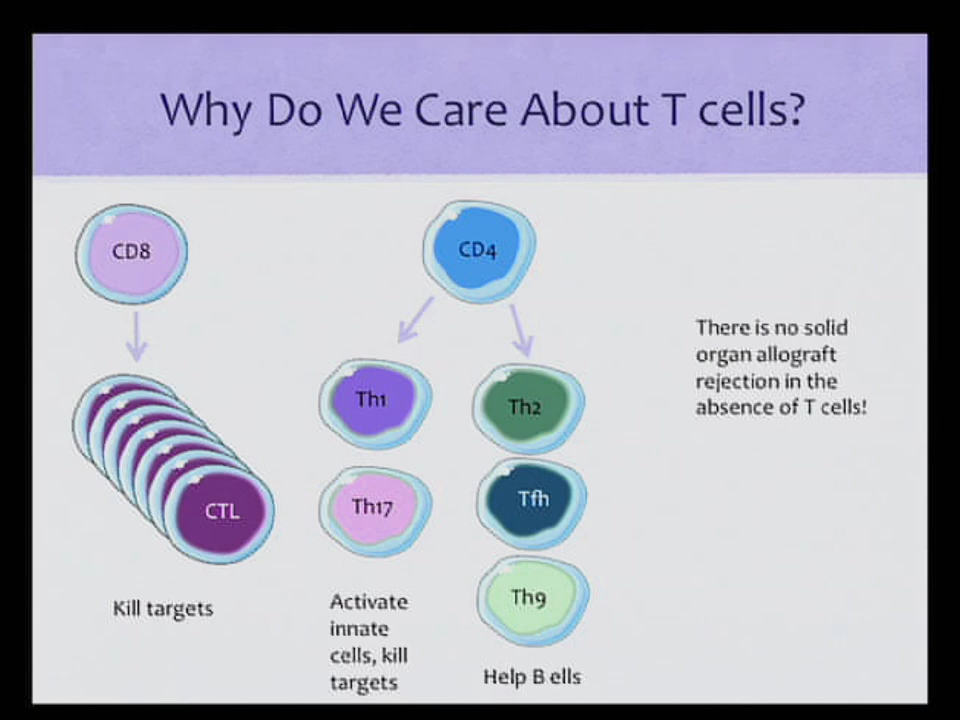 Why Do We Care About T cells?
CD8
CD4
There is no solid
organ allograft
rejection in the
absence of T cells!
Th1
Th2
Th17
Tfh
CTL
Th9
Kill targets
Activate
innate
cells, kill
targets
Help B ells